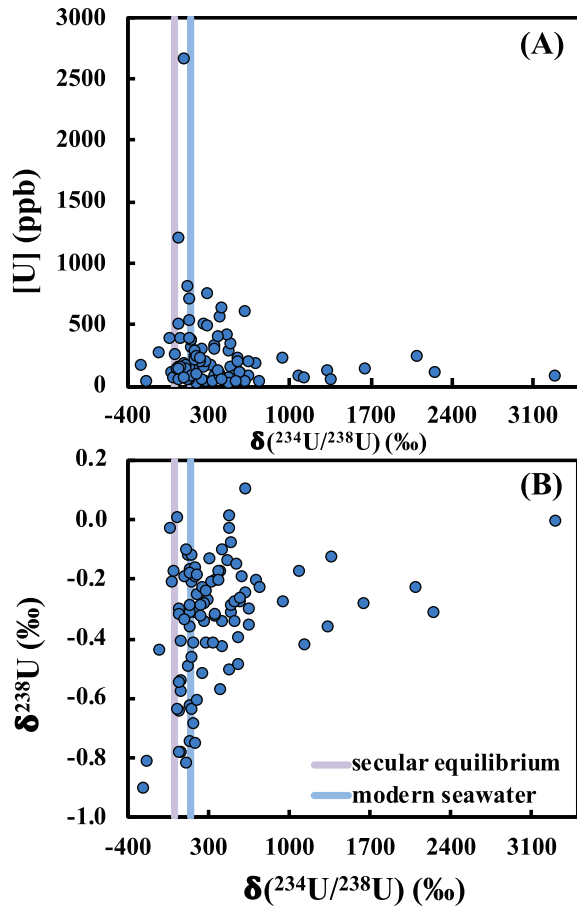 3000
(A)
2500
2000
1500
1000
500
0
[U] (ppb)
-400 300 1000 1700 2400 3100
δ(²³⁴U/²³⁸U) (‰)
0.2
(B)
0.0
-0.2
-0.4
-0.6
-0.8
-1.0
δ²³⁸U (‰)
secular equilibrium
modern seawater
-400 300 1000 1700 2400 3100
δ(²³⁴U/²³⁸U) (‰)